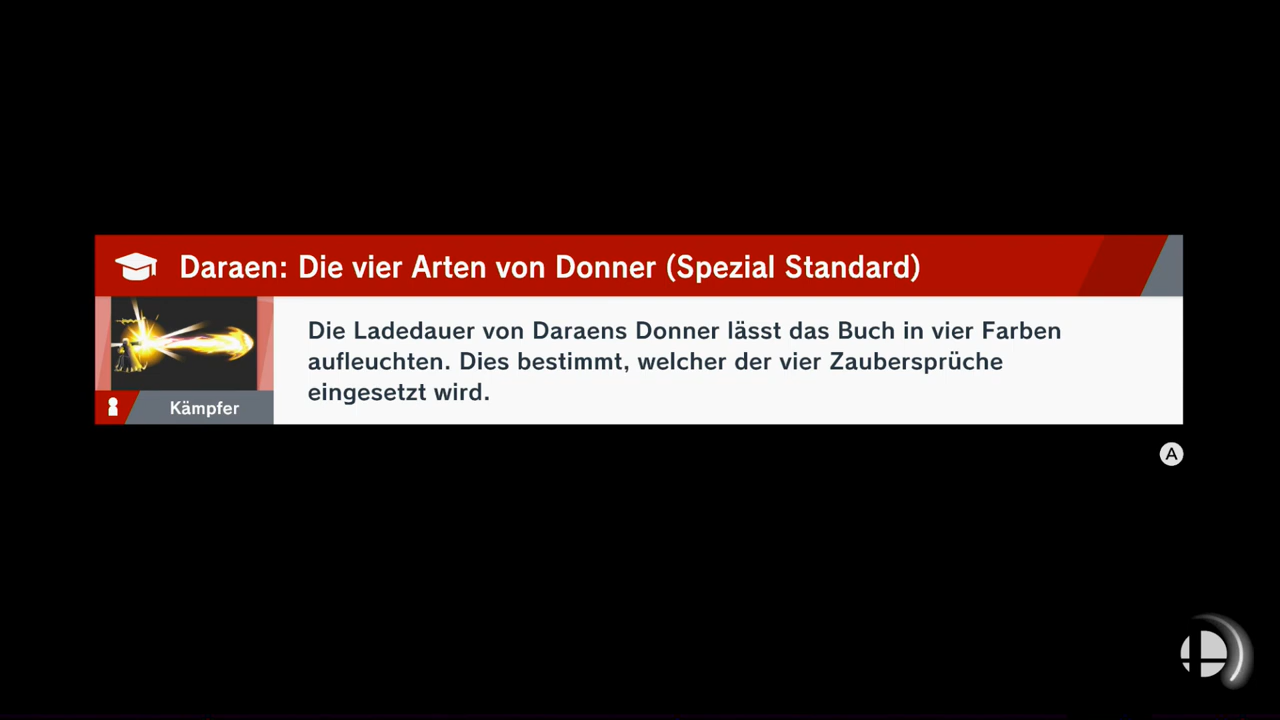 Daraen: Die vier Arten von Donner (Spezial Standard)
Die Ladedauer von Daraens Donner lässt das Buch in vier Farben
aufleuchten. Dies bestimmt, welcher der vier Zaubersprüche
eingesetzt wird.
Kämpfer
A